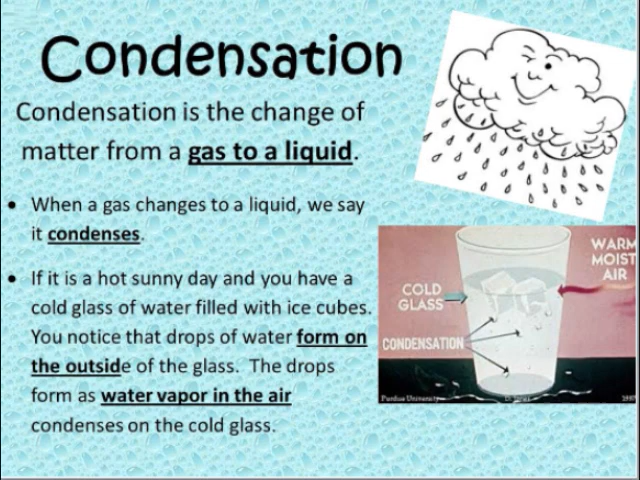 Condensation
Condensation is the change of
matter from a gas to a liquid.
• When a gas changes to a liquid, we say
it condenses.
• If it is a hot sunny day and you have a
cold glass of water filled with ice cubes.
You notice that drops of water form on
the outside of the glass. The drops
form as water vapor in the air
condenses on the cold glass.
WARM
MOIST
AIR
COLD
GLASS
CONDENSATION
Purdue University